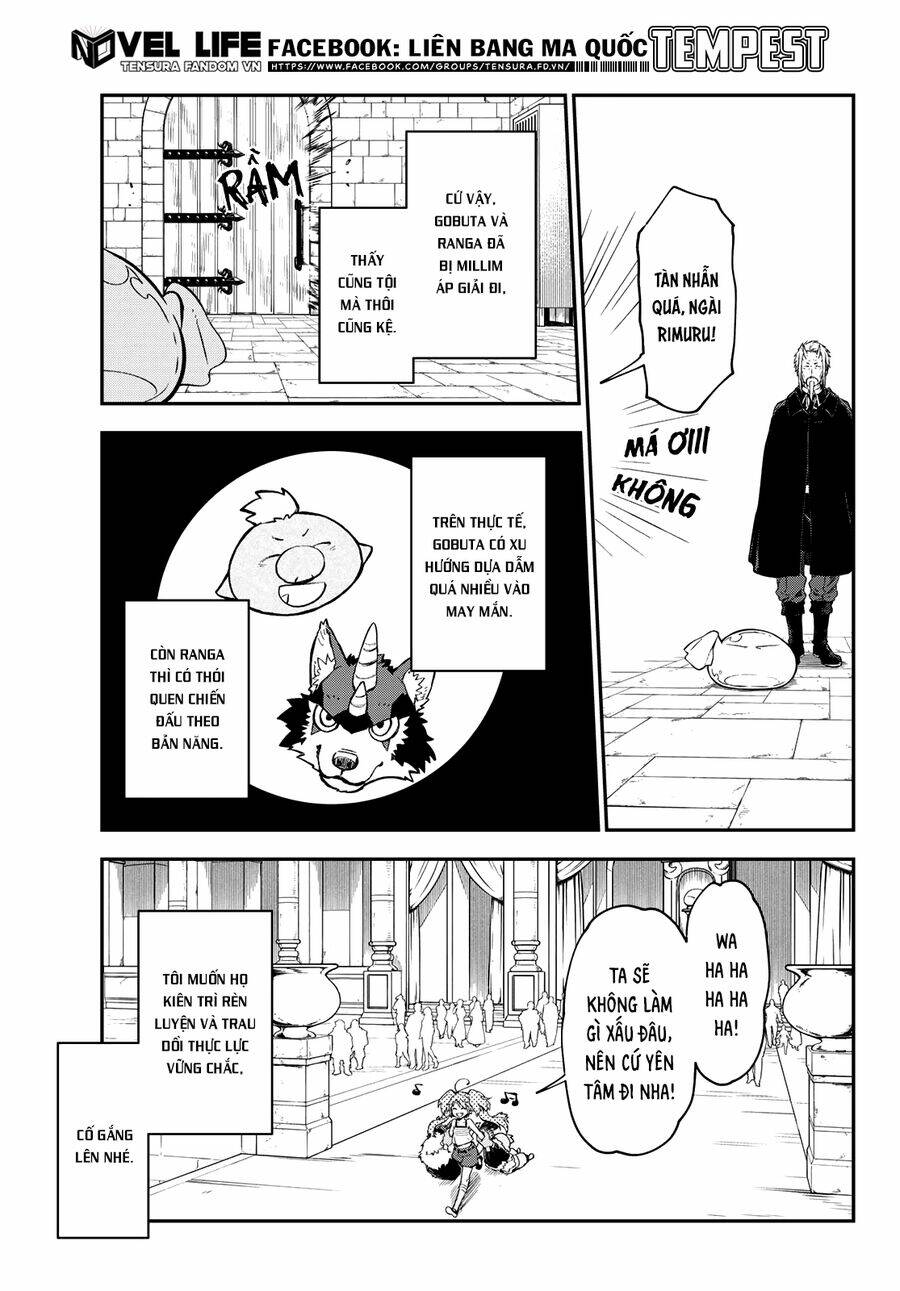 NOVEL LIFE
TENSURA FANDOM VN
FACEBOOK: LIÊN BANG MA QUỐC
HTTPS://WWW.FACEBOOK.COM/GROUPS/TENSURA.FD.VN/
TEMPEST
TÀN NHẪN
QUÁ, NGÀI
RIMURU!
MÁ ƠIII
KHÔNG
RẦM
CỨ VẬY,
GOBUTA VÀ
RANGA ĐÃ
BỊ MILLIM
ÁP GIẢI ĐI,
THẤY
CŨNG TỘI
MÀ THÔI
CŨNG KỆ.
TRÊN THỰC TẾ,
GOBUTA CÓ XU
HƯỚNG DỰA DẪM
QUÁ NHIỀU VÀO
MAY MẮN.
CÒN RANGA
THÌ CÓ THÓI
QUEN CHIẾN
ĐẤU THEO
BẢN NĂNG.
WA
HA HA
HA HA
HA!
TA SẼ
KHÔNG LÀM
GÌ XẤU ĐÂU,
NÊN CỨ YÊN
TÂM ĐI NHA!
TÔI MUỐN HỌ
KIÊN TRÌ RÈN
LUYỆN VÀ TRAU
DỒI THỰC LỰC
VỮNG CHẮC,
CỐ GẮNG
LÊN NHÉ.